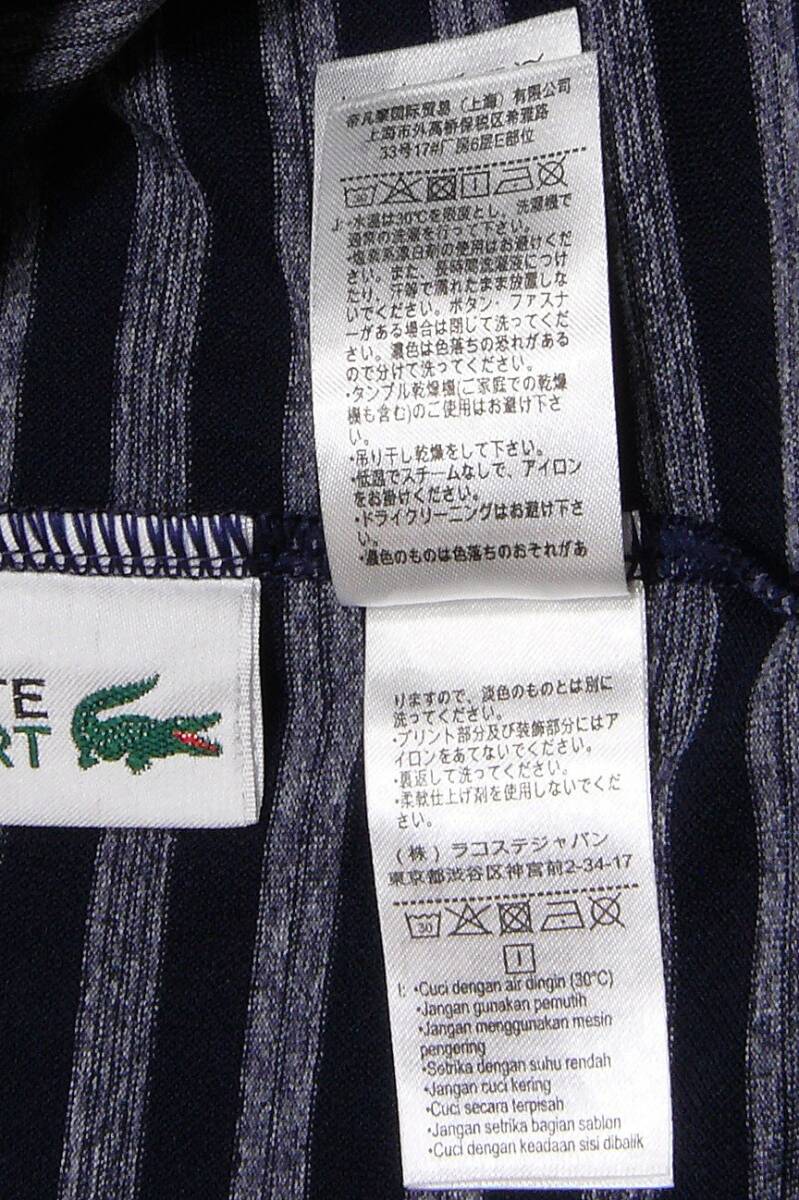 帝凡黎国际贸易（上海）有限公司
上海市外高桥保税区希雅路
33号17#厂房6层E部位
30
J: ・水温は30℃を限度とし、洗濯機で
通常の洗濯を行って下さい。
・塩素系漂白剤の使用はお避けくだ
さい。また、長時間洗濯液につけ
たり、汗等で濡れたまま放置しな
いでください。ボタン・ファスナ
ーがある場合は閉じて洗ってくだ
さい。濃色は色落ちの恐れがある
ので分けて洗ってください。
・タンブル乾燥機(ご家庭での乾燥
機も含む)のご使用はお避け下さ
い。
・吊り干し乾燥をして下さい。
・低温でスチームなしで、アイロン
をお掛けください。
・ドライクリーニングはお避け下さ
い。
・濃色のものは色落ちのおそれがあ
りますので、淡色のものとは別に
洗ってください。
・プリント部分及び装飾部分にはア
イロンをあてないでください。
・裏返して洗ってください。
・柔軟仕上げ剤を使用しないでくだ
さい。
(株) ラコステジャパン
東京都渋谷区神宮前2-34-17
30
I: •Cuci dengan air dingin (30°C)
•Jangan gunakan pemutih
•Jangan menggunakan mesin
pengering
•Setrika dengan suhu rendah
•Jangan cuci kering
•Cuci secara terpisah
•Jangan setrika bagian sablon
•Cuci dengan keadaan sisi dibalik
TE
RT